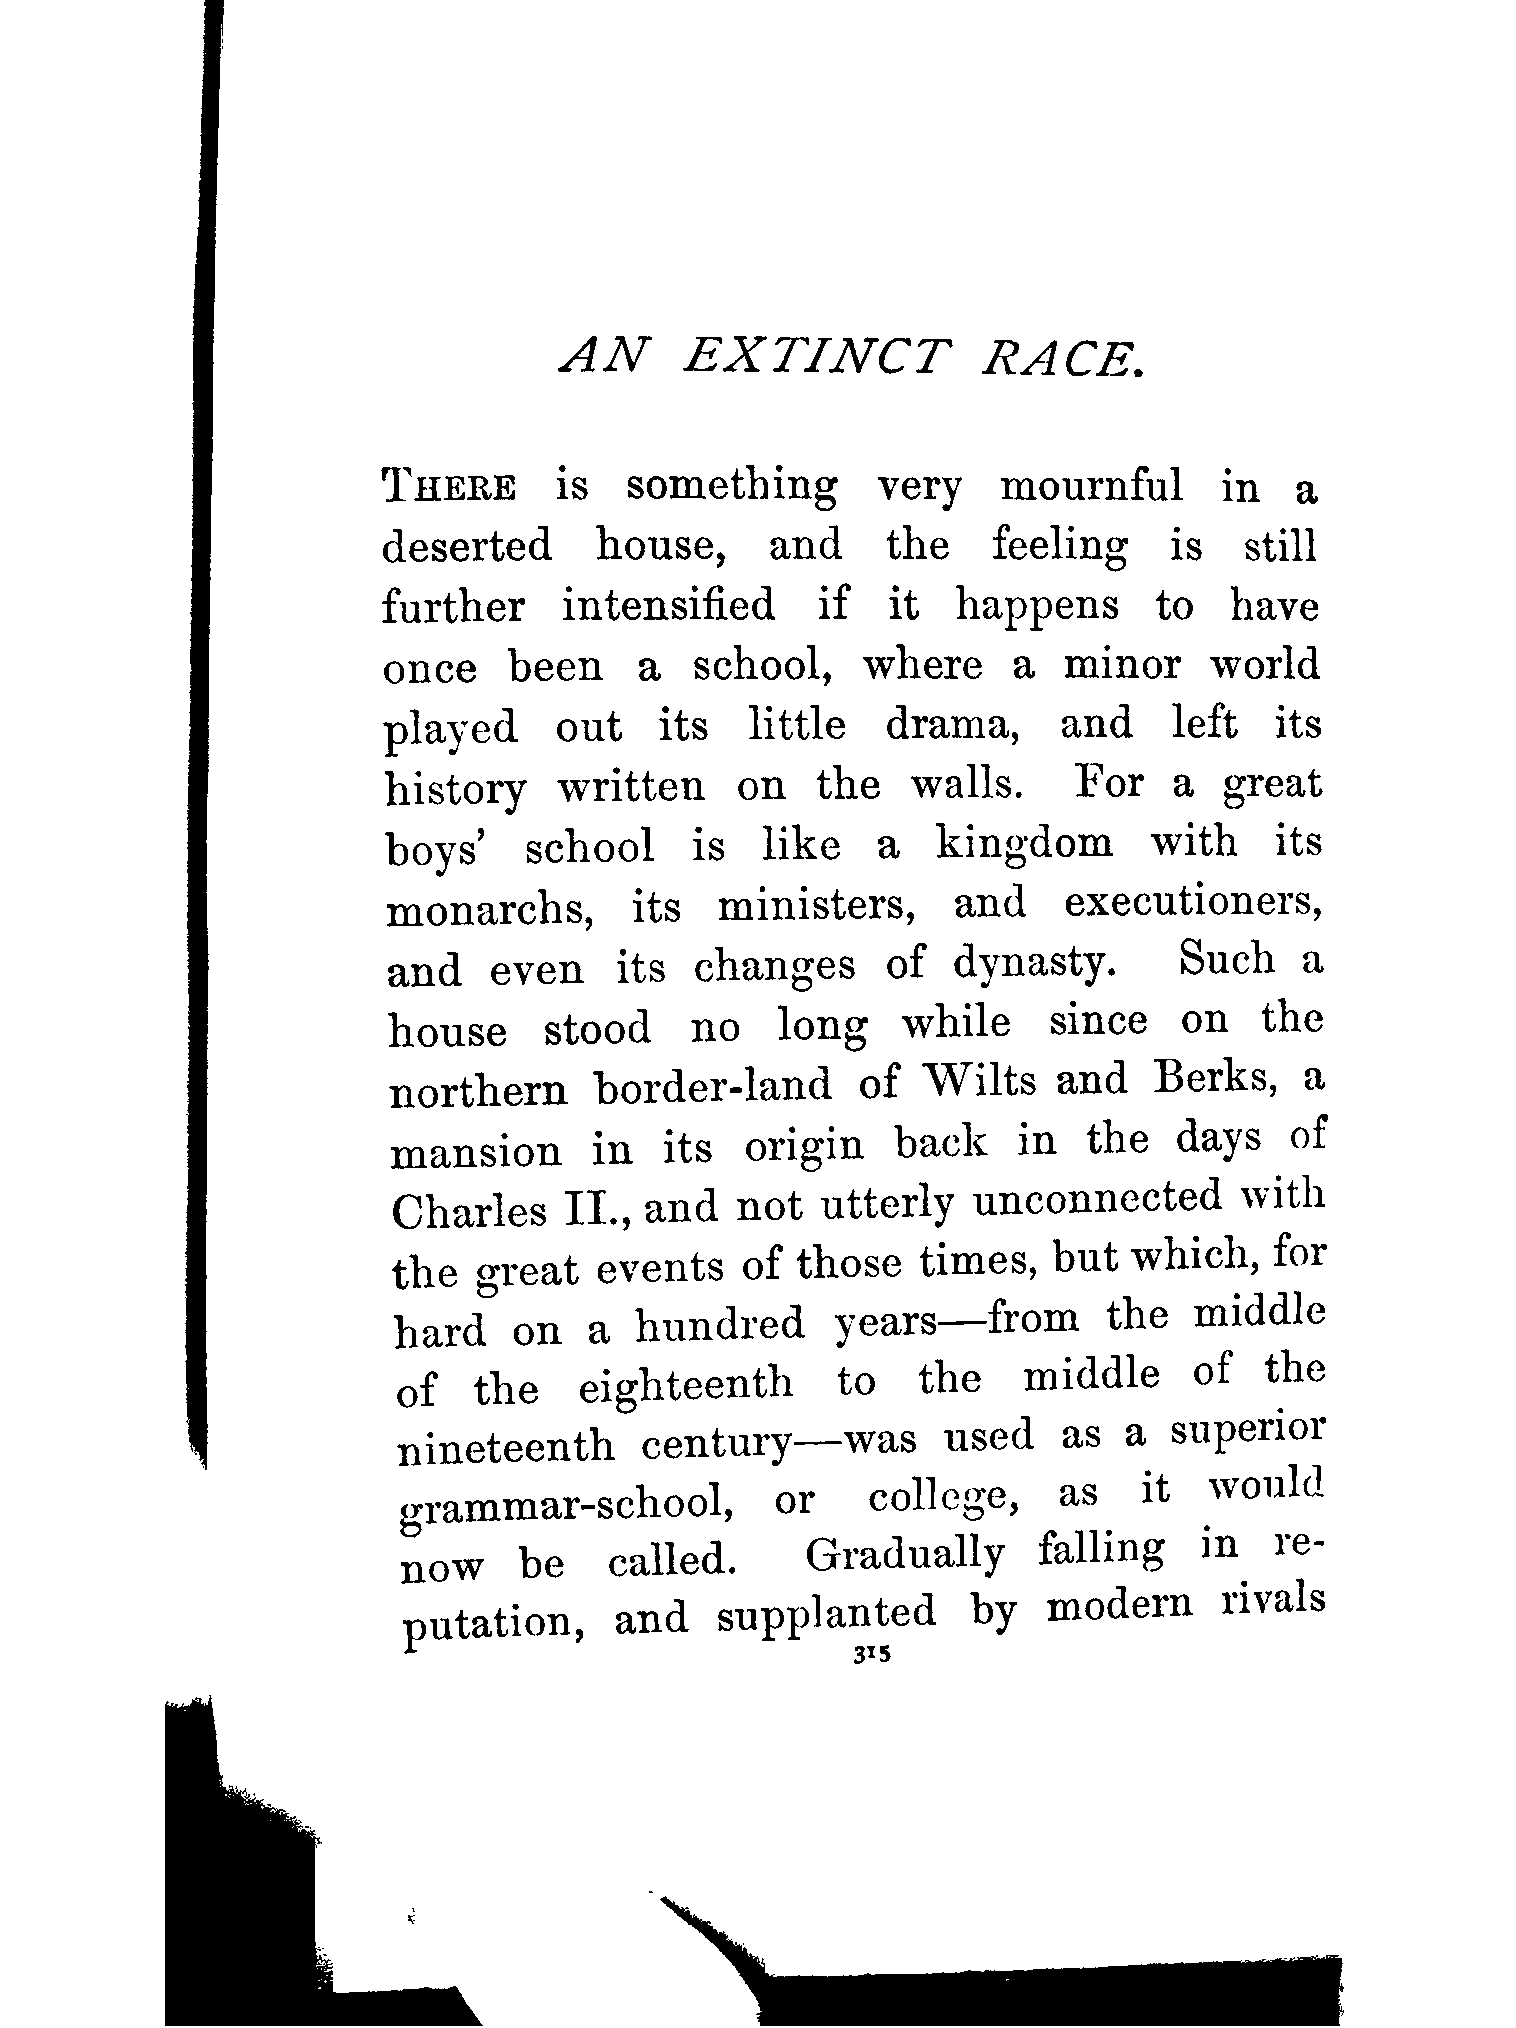 AN EXTINCT RACE.
THERE is something very mournful in a
deserted house, and the feeling is still
further intensified if it happens to have
once been a school, where a minor world
played out its little drama, and left its
history written on the walls. For a great
boys' school is like a kingdom with its
monarchs, its ministers, and executioners,
and even its changes of dynasty. Such a
house stood no long while since on the
northern border-land of Wilts and Berks, a
mansion in its origin back in the days of
Charles II., and not utterly unconnected with
the great events of those times, but which, for
hard on a hundred years—from the middle
of the eighteenth to the middle of the
nineteenth century—was used as a superior
grammar-school, or college, as it would
now be called. Gradually falling in re-
putation, and supplanted by modern rivals
315